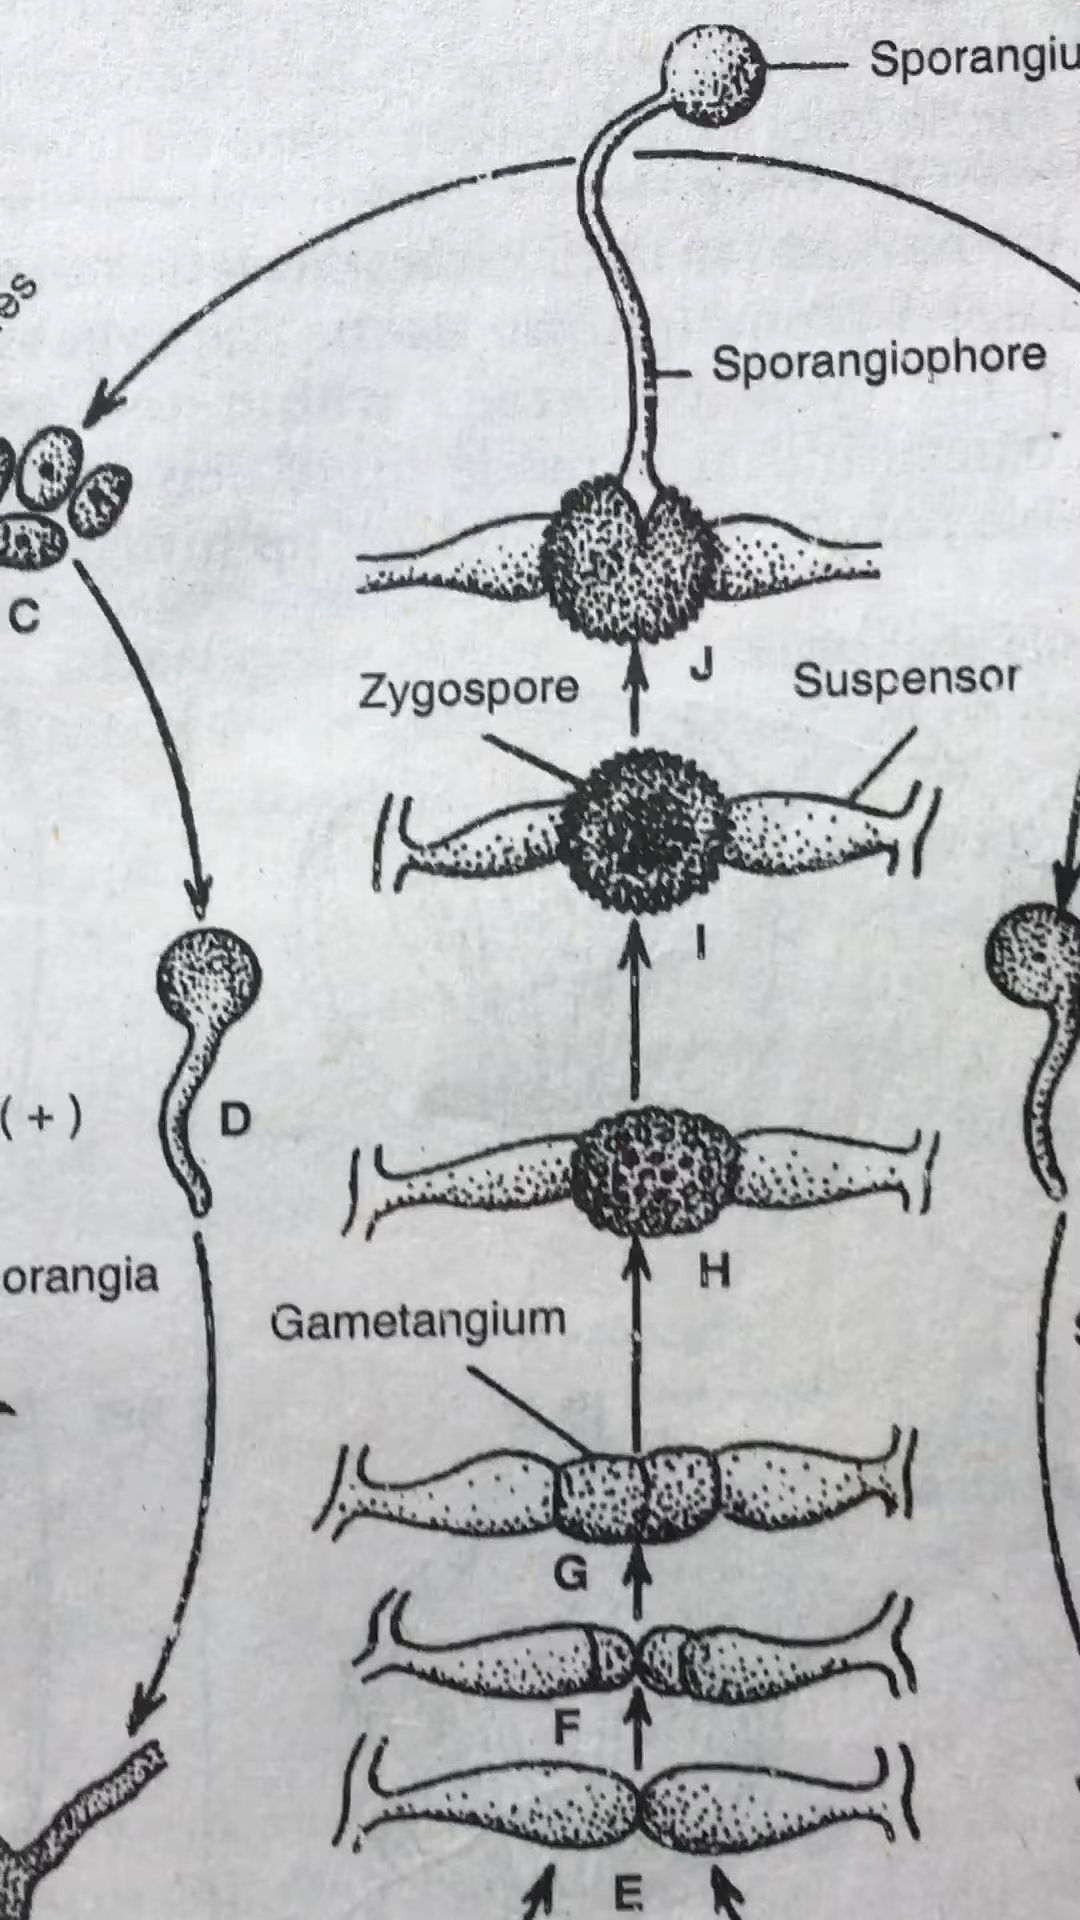 Sporangiu
es
Sporangiophore
C
J
Zygospore
Suspensor
I
(+)
D
orangia
H
Gametangium
G
F
E